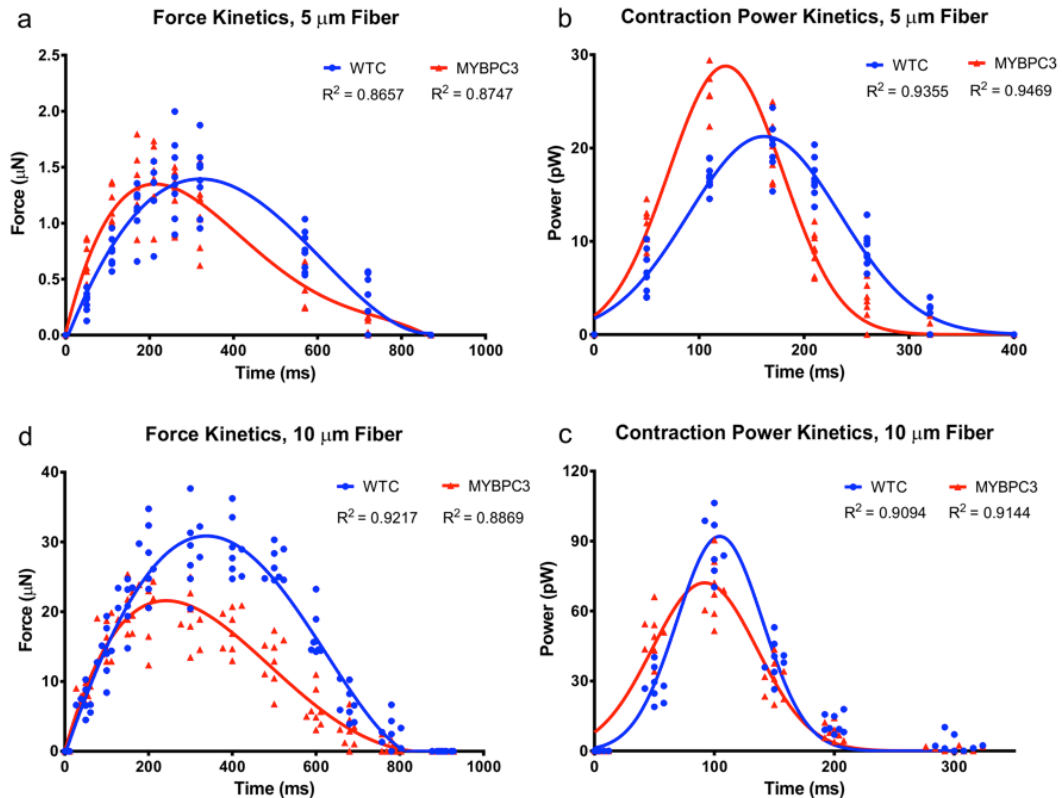 a
Force Kinetics, 5 μm Fiber
WTC MYBPC3
R² = 0.8657 R² = 0.8747
Force (μN)
2.5
2.0
1.5
1.0
0.5
0.0
0 200 400 600 800 1000
Time (ms)
b
Contraction Power Kinetics, 5 μm Fiber
WTC MYBPC3
R² = 0.9355 R² = 0.9469
Power (pW)
30
20
10
0
0 100 200 300 400
Time (ms)
d
Force Kinetics, 10 μm Fiber
WTC MYBPC3
R² = 0.9217 R² = 0.8869
Force (μN)
40
30
20
10
0
0 200 400 600 800 1000
Time (ms)
c
Contraction Power Kinetics, 10 μm Fiber
WTC MYBPC3
R² = 0.9094 R² = 0.9144
Power (pW)
120
90
60
30
0
0 100 200 300
Time (ms)